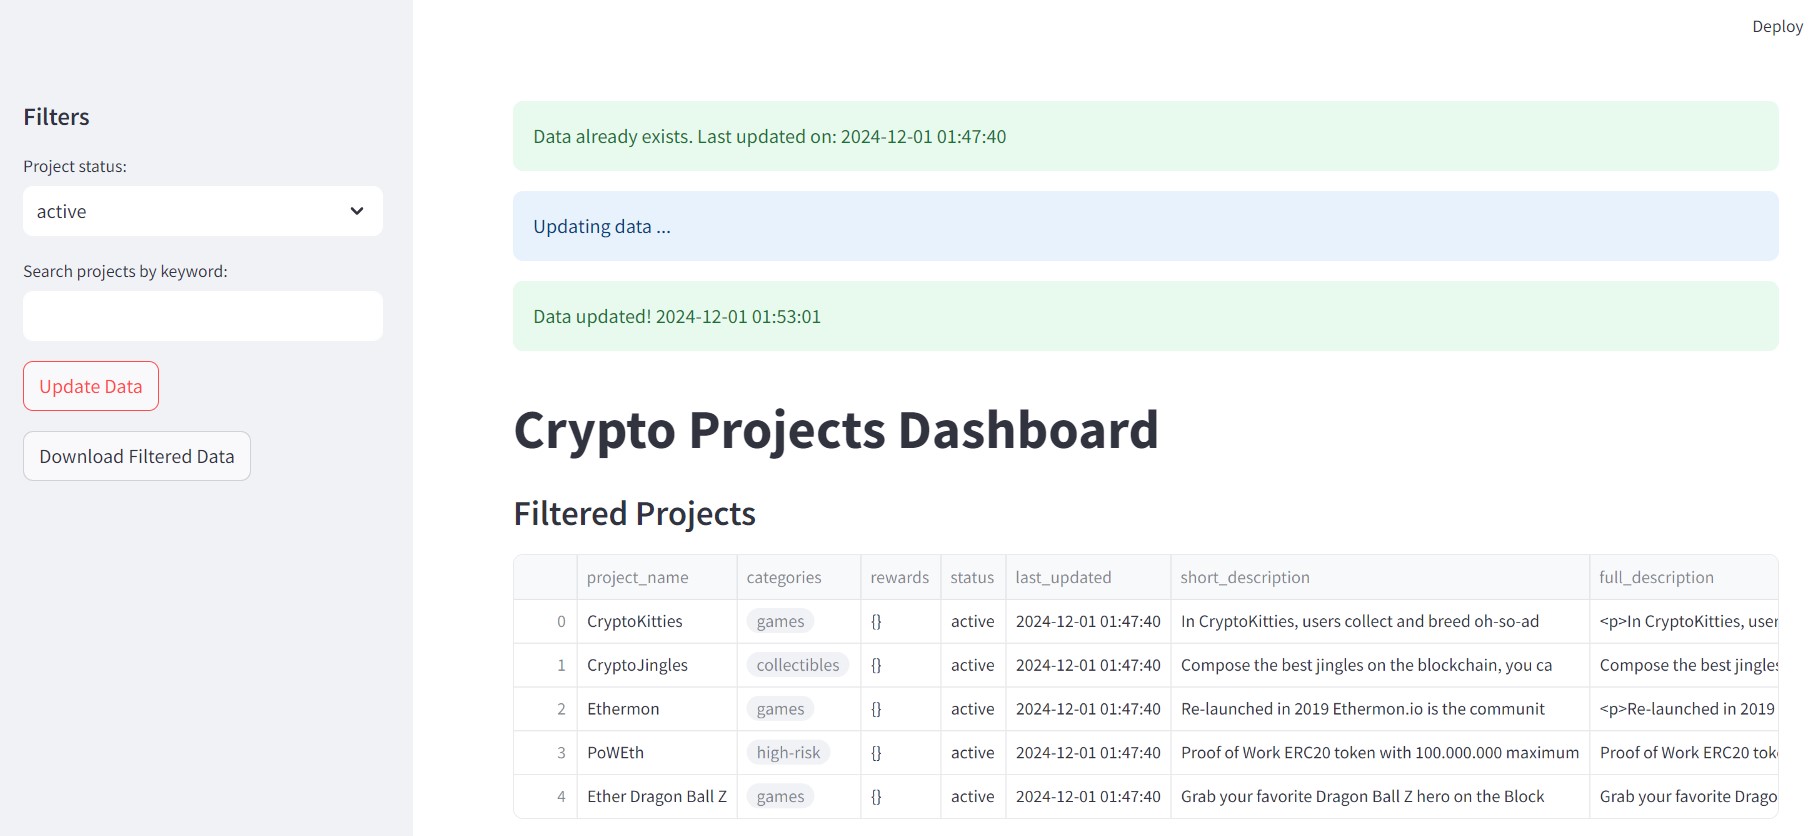 Deploy
Filters
Project status:
active
Search projects by keyword:
Update Data
Download Filtered Data
Data already exists. Last updated on: 2024-12-01 01:47:40
Updating data ...
Data updated! 2024-12-01 01:53:01
Crypto Projects Dashboard
Filtered Projects
project_name categories rewards status last_updated short_description full_description
0 CryptoKitties games {} active 2024-12-01 01:47:40 In CryptoKitties, users collect and breed oh-so-ad <p>In CryptoKitties, user
1 CryptoJingles collectibles {} active 2024-12-01 01:47:40 Compose the best jingles on the blockchain, you ca Compose the best jingles
2 Ethermon games {} active 2024-12-01 01:47:40 Re-launched in 2019 Ethermon.io is the communit <p>Re-launched in 2019
3 PoWEth high-risk {} active 2024-12-01 01:47:40 Proof of Work ERC20 token with 100.000.000 maximum Proof of Work ERC20 tok
4 Ether Dragon Ball Z games {} active 2024-12-01 01:47:40 Grab your favorite Dragon Ball Z hero on the Block Grab your favorite Drago